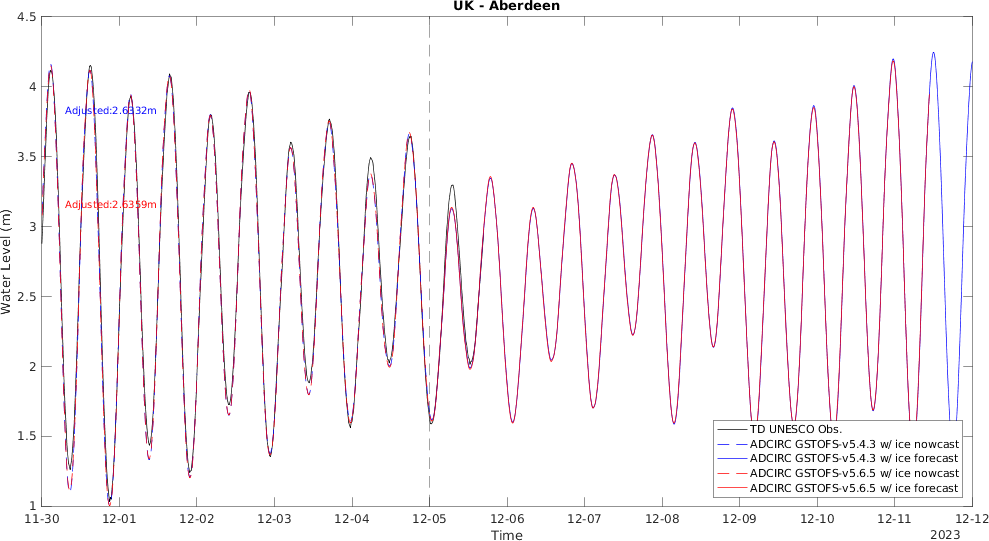 UK - Aberdeen
4.5
4
3.5
3
2.5
2
1.5
1
Water Level (m)
Adjusted:2.6332m
Adjusted:2.6359m
TD UNESCO Obs.
ADCIRC GSTOFS-v5.4.3 w/ ice nowcast
ADCIRC GSTOFS-v5.4.3 w/ ice forecast
ADCIRC GSTOFS-v5.6.5 w/ ice nowcast
ADCIRC GSTOFS-v5.6.5 w/ ice forecast
11-30 12-01 12-02 12-03 12-04 12-05 12-06 12-07 12-08 12-09 12-10 12-11 12-12
Time
2023